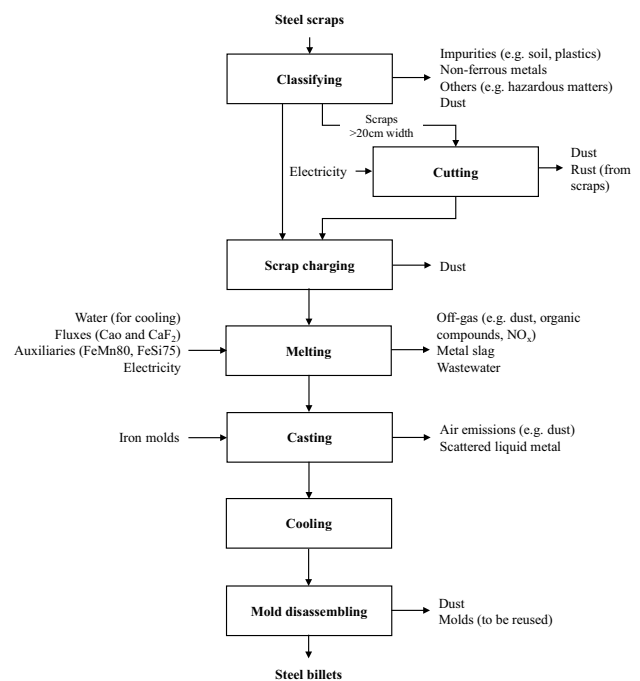 Steel scraps
Classifying
Impurities (e.g. soil, plastics)
Non-ferrous metals
Others (e.g. hazardous matters)
Dust
Scraps
>20cm width
Electricity
Cutting
Dust
Rust (from
scraps)
Scrap charging
Dust
Water (for cooling)
Fluxes (Cao and CaF₂)
Auxiliaries (FeMn80, FeSi75)
Electricity
Melting
Off-gas (e.g. dust, organic
compounds, NOₓ)
Metal slag
Wastewater
Iron molds
Casting
Air emissions (e.g. dust)
Scattered liquid metal
Cooling
Mold disassembling
Dust
Molds (to be reused)
Steel billets